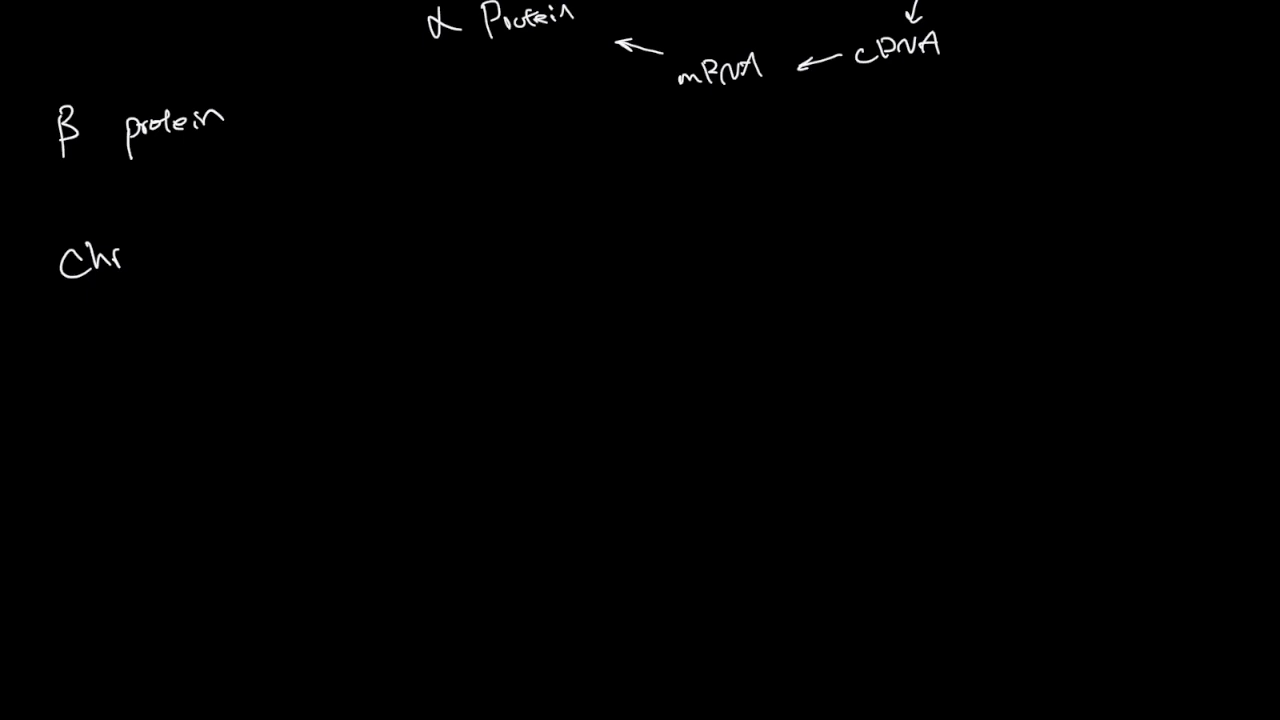 α Protein
mRNA ← cDNA
β protein
Chr